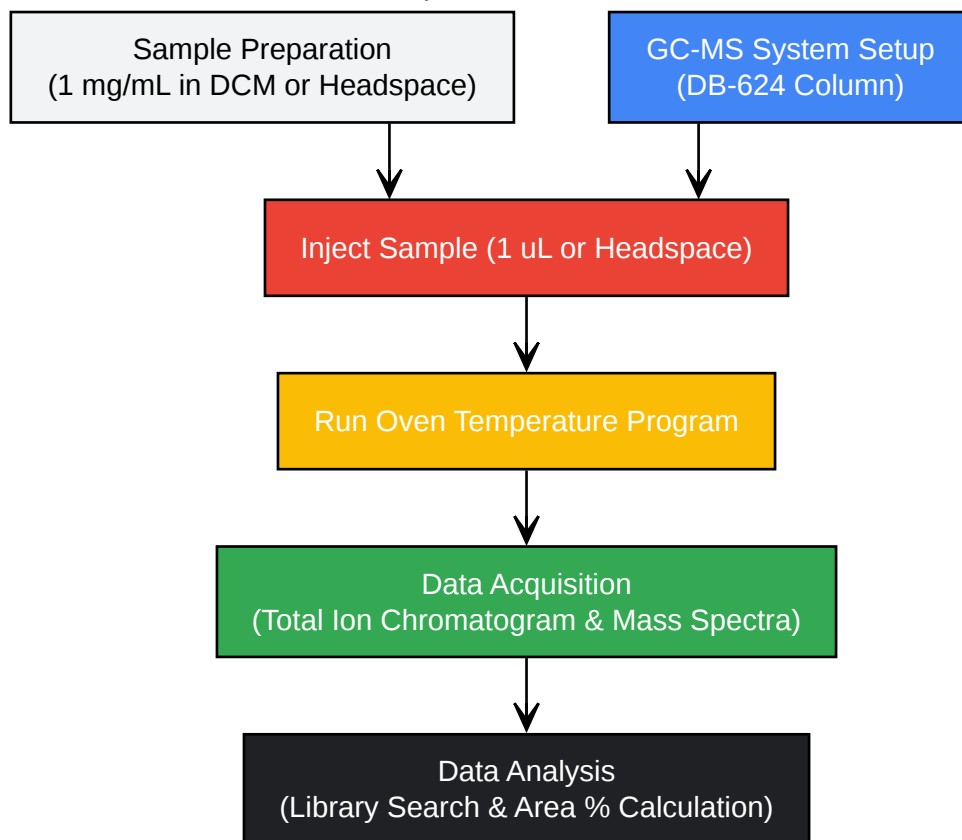 Sample Preparation
(1 mg/mL in DCM or Headspace)
GC-MS System Setup
(DB-624 Column)
Inject Sample (1 uL or Headspace)
Run Oven Temperature Program
Data Acquisition
(Total Ion Chromatogram & Mass Spectra)
Data Analysis
(Library Search & Area % Calculation)